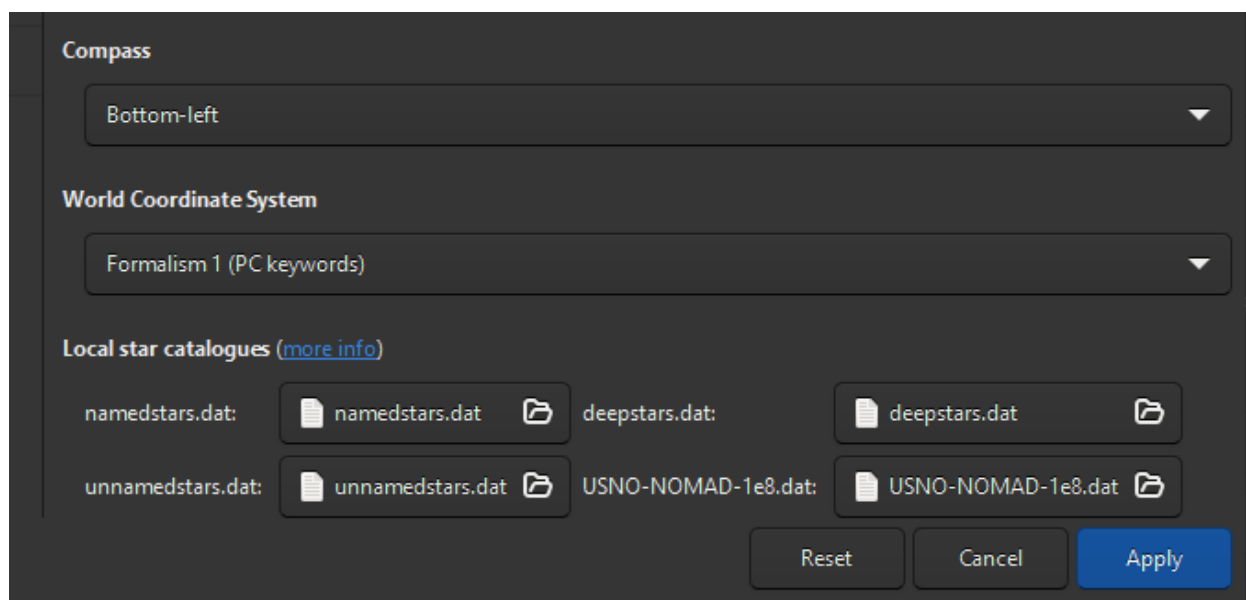 Compass
Bottom-left
World Coordinate System
Formalism 1 (PC keywords)
Local star catalogues (more info)
namedstars.dat: namedstars.dat deepstars.dat: deepstars.dat
unnamedstars.dat: unnamedstars.dat USNO-NOMAD-1e8.dat: USNO-NOMAD-1e8.dat
Reset Cancel Apply